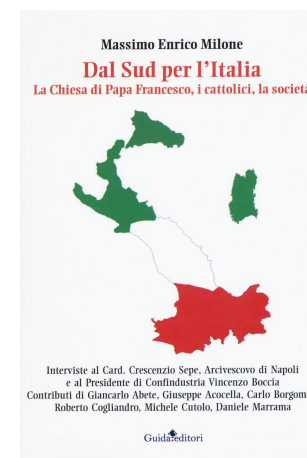 Massimo Enrico Milone
Dal Sud per l'Italia
La Chiesa di Papa Francesco, i cattolici, la società
Interviste al Card. Crescenzio Sepe, Arcivescovo di Napoli
e al Presidente di Confindustria Vincenzo Boccia
Contributi di Giancarlo Abete, Giuseppe Acocella, Carlo Borgom
Roberto Cogliandro, Michele Cutolo, Daniele Marrama
Guida editori